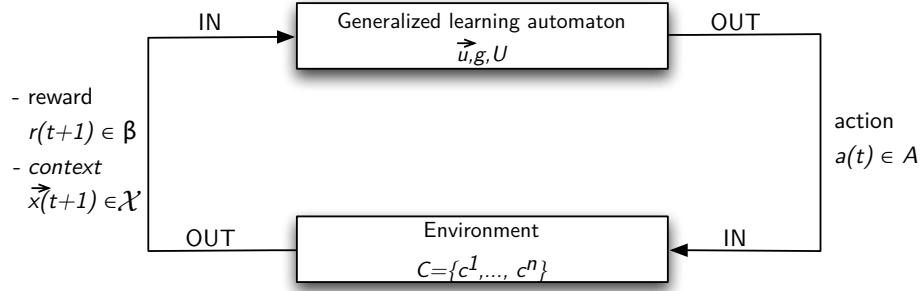 IN
Generalized learning automaton
u⃗,g,U
OUT
- reward
r(t+1) ∈ β
- context
x⃗(t+1) ∈ 𝒳
action
a(t) ∈ A
OUT
Environment
C={c¹,..., cⁿ}
IN